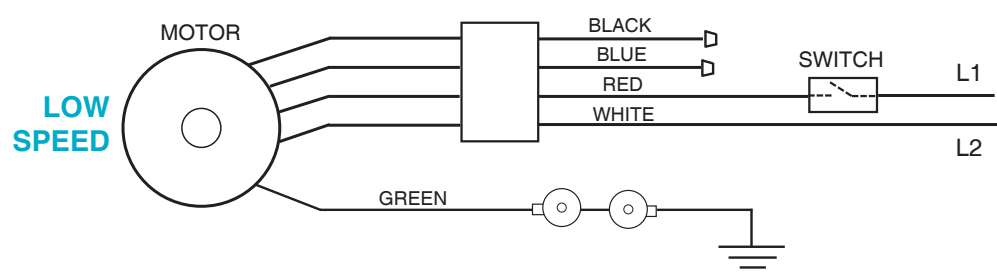 MOTOR
LOW
SPEED
BLACK
BLUE
RED
WHITE
SWITCH
L1
L2
GREEN